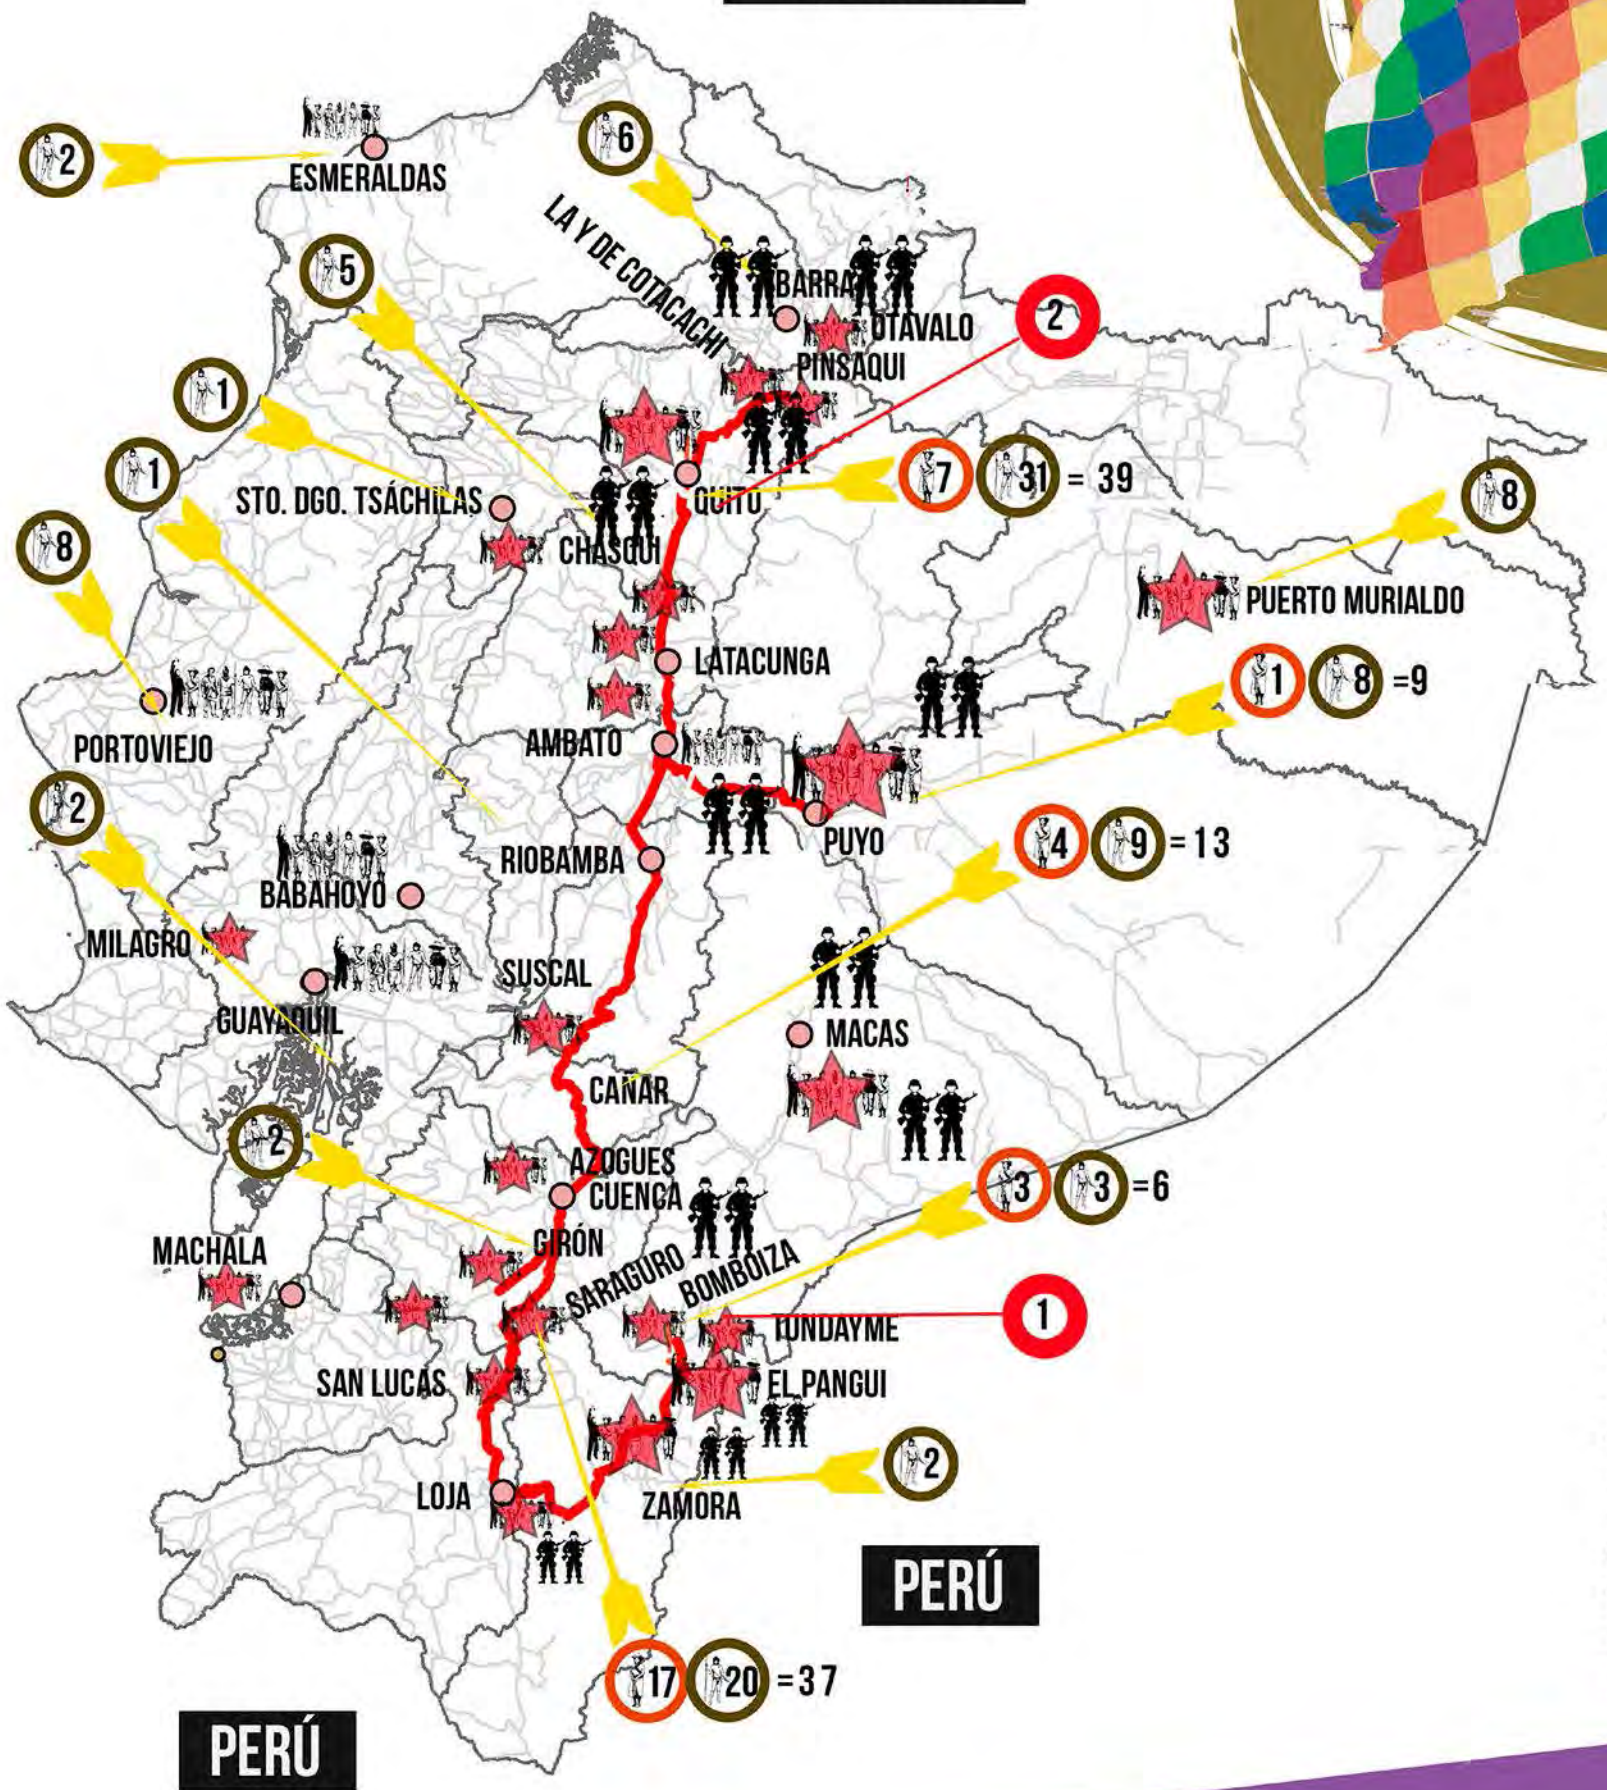 2
ESMERALDAS
6
LA Y DE COTACACHI
5
IBARRA
OTAVALO
2
PINSAQUI
1
1
STO. DGO. TSÁCHILAS
QUITO
7 31 = 39
8
CHASQUI
8
PUERTO MURIALDO
LATACUNGA
1 8 =9
PORTOVIEJO
AMBATO
2
PUYO
4 9 = 13
RIOBAMBA
BABAHOYO
MILAGRO
SUSCAL
GUAYAQUIL
MACAS
CAÑAR
2
AZOGUES
CUENCA
3 3 =6
MACHALA
GIRÓN
SARAGURO
BOMBOIZA
TUNDAYME
1
SAN LUCAS
EL PANGUI
2
LOJA
ZAMORA
PERÚ
17 20 =37
PERÚ